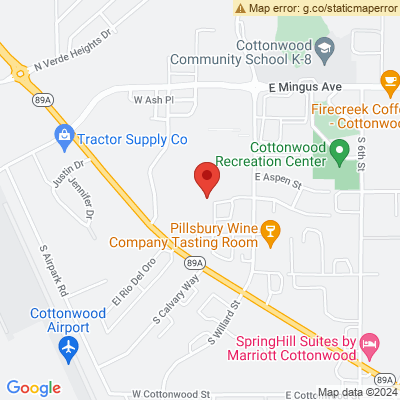 Map error: g.co/staticmaperror
Cottonwood
Community School K-8
N Verde Heights Dr
E Mingus Ave
89A
W Ash Pl
Firecreek Coff
- Cottonwood
Tractor Supply Co
Cottonwood
Recreation Center
S 6th St
Justin Dr
E Aspen St
Jennifer Dr
Pillsbury Wine
Company Tasting Room
S Airpark Rd
89A
El Rio Del Oro
S Calvary Way
Cottonwood
Airport
S Willard St
SpringHill Suites by
Marriott Cottonwood
Google
W Cottonwood St
E Cotto
Map data ©2024